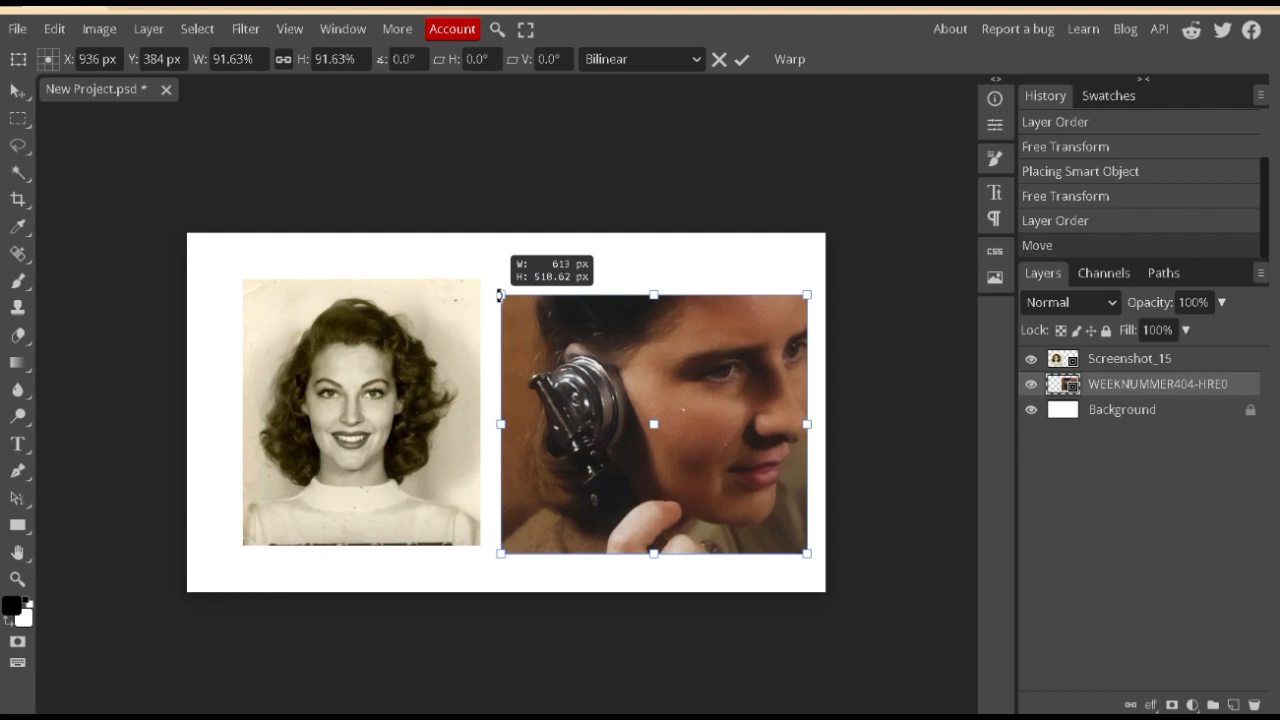 File Edit Image Layer Select Filter View Window More Account About Report a bug Learn Blog API
X: 936 px Y: 384 px W: 91.63% H: 91.63% ∡: 0.0° H: 0.0° V: 0.0° Bilinear Warp
New Project.psd *
History Swatches
Layer Order
Free Transform
Placing Smart Object
Free Transform
Layer Order
Move
W: 613 px
H: 518.62 px
Layers Channels Paths
Normal Opacity: 100%
Lock: Fill: 100%
Screenshot_15
WEEKNUMMER404-HRE0
Background
Tt
CSS
T
eff